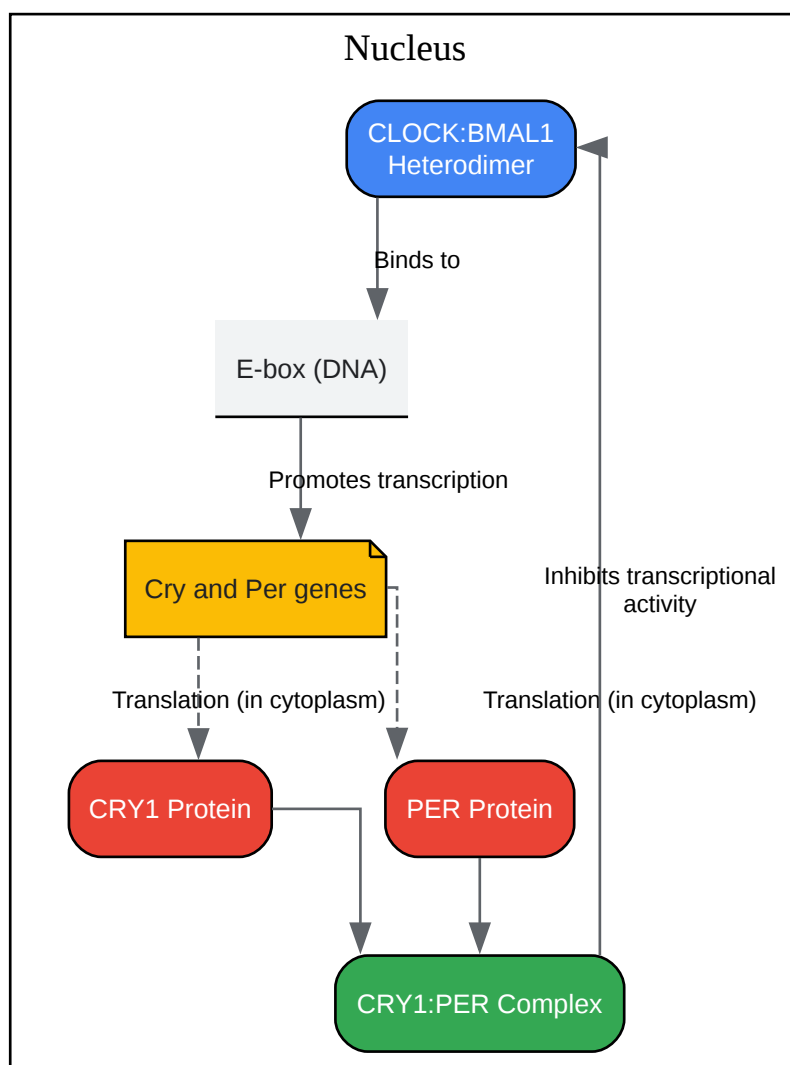 Nucleus
CLOCK:BMAL1
Heterodimer
Binds to
E-box (DNA)
Promotes transcription
Cry and Per genes
Inhibits transcriptional
activity
Translation (in cytoplasm)
Translation (in cytoplasm)
CRY1 Protein
PER Protein
CRY1:PER Complex